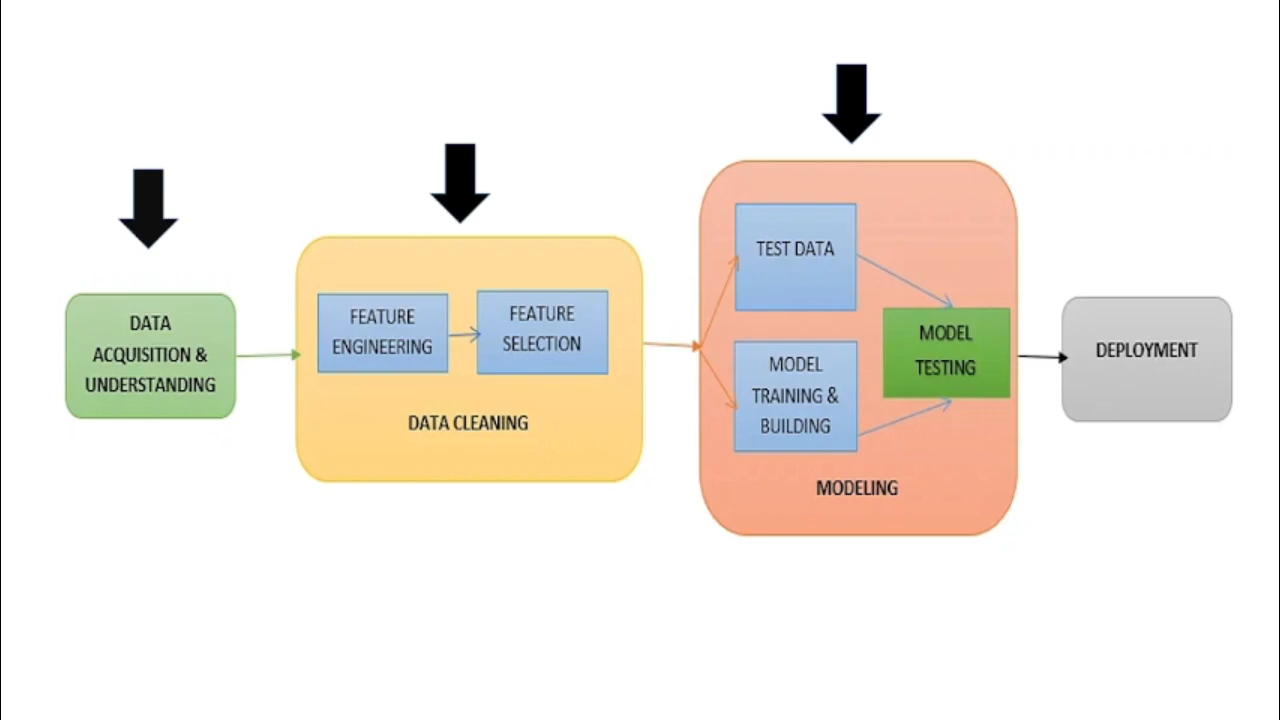 DATA
ACQUISITION &
UNDERSTANDING
FEATURE
ENGINEERING
FEATURE
SELECTION
DATA CLEANING
TEST DATA
MODEL
TRAINING &
BUILDING
MODEL
TESTING
MODELING
DEPLOYMENT